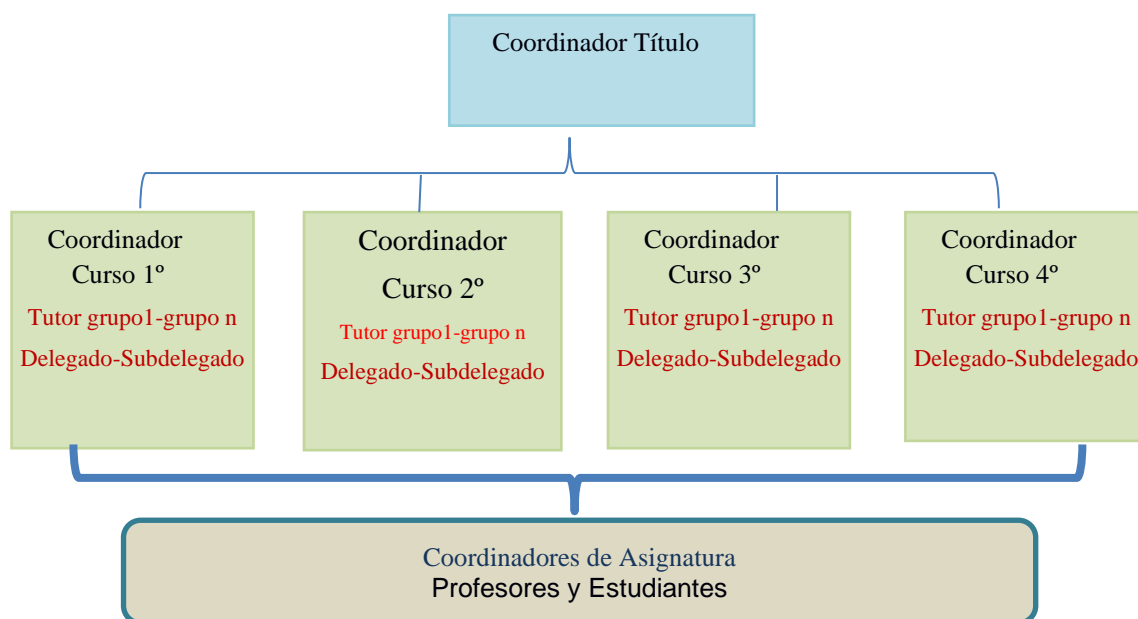 Coordinador Título
Coordinador
Curso 1º
Tutor grupo1-grupo n
Delegado-Subdelegado
Coordinador
Curso 2º
Tutor grupo1-grupo n
Delegado-Subdelegado
Coordinador
Curso 3º
Tutor grupo1-grupo n
Delegado-Subdelegado
Coordinador
Curso 4º
Tutor grupo1-grupo n
Delegado-Subdelegado
Coordinadores de Asignatura
Profesores y Estudiantes